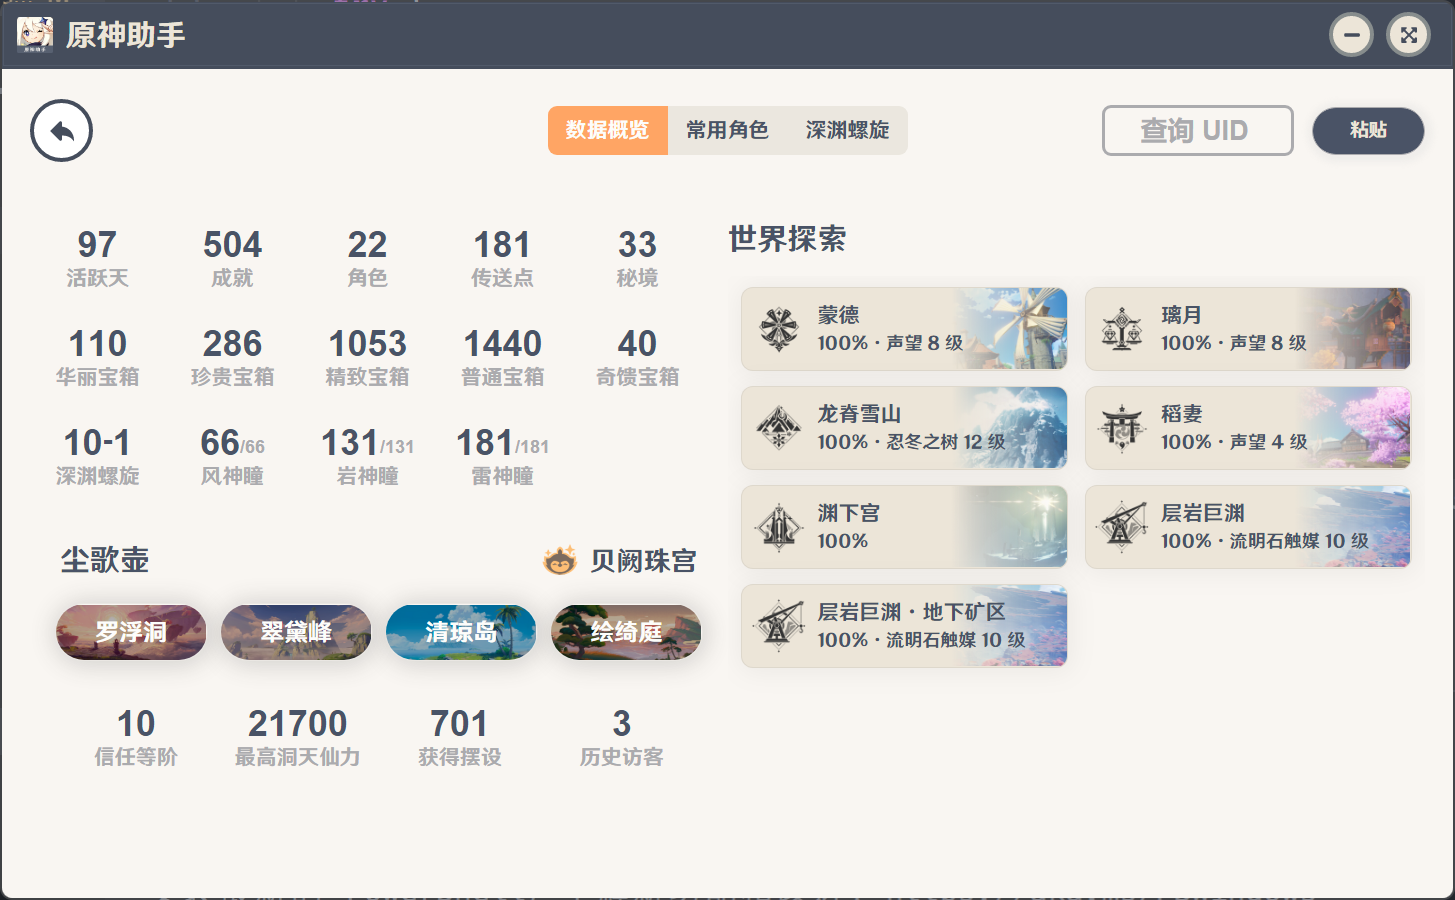 原神助手
数据概览 常用角色 深渊螺旋
查询 UID
粘贴
97 504 22 181 33
活跃天 成就 角色 传送点 秘境
110 286 1053 1440 40
华丽宝箱 珍贵宝箱 精致宝箱 普通宝箱 奇馈宝箱
10-1 66/66 131/131 181/181
深渊螺旋 风神瞳 岩神瞳 雷神瞳
尘歌壶 贝阙珠宫
罗浮洞 翠黛峰 清琼岛 绘绮庭
10 21700 701 3
信任等阶 最高洞天仙力 获得摆设 历史访客
世界探索
蒙德
100% · 声望 8 级
璃月
100% · 声望 8 级
龙脊雪山
100% · 忍冬之树 12 级
稻妻
100% · 声望 4 级
渊下宫
100%
层岩巨渊
100% · 流明石触媒 10 级
层岩巨渊 · 地下矿区
100% · 流明石触媒 10 级